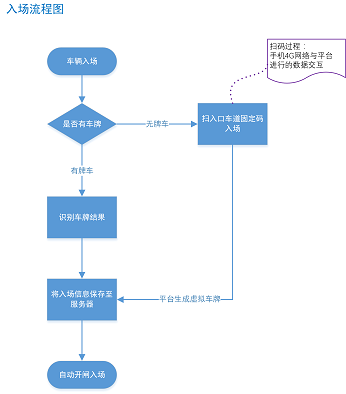 入场流程图
车辆入场
扫码过程：
手机4G网络与平台
进行的数据交互
是否有车牌
无牌车
扫入口车道固定码
入场
有牌车
识别车牌结果
将入场信息保存至
服务器
平台生成虚拟车牌
自动开闸入场